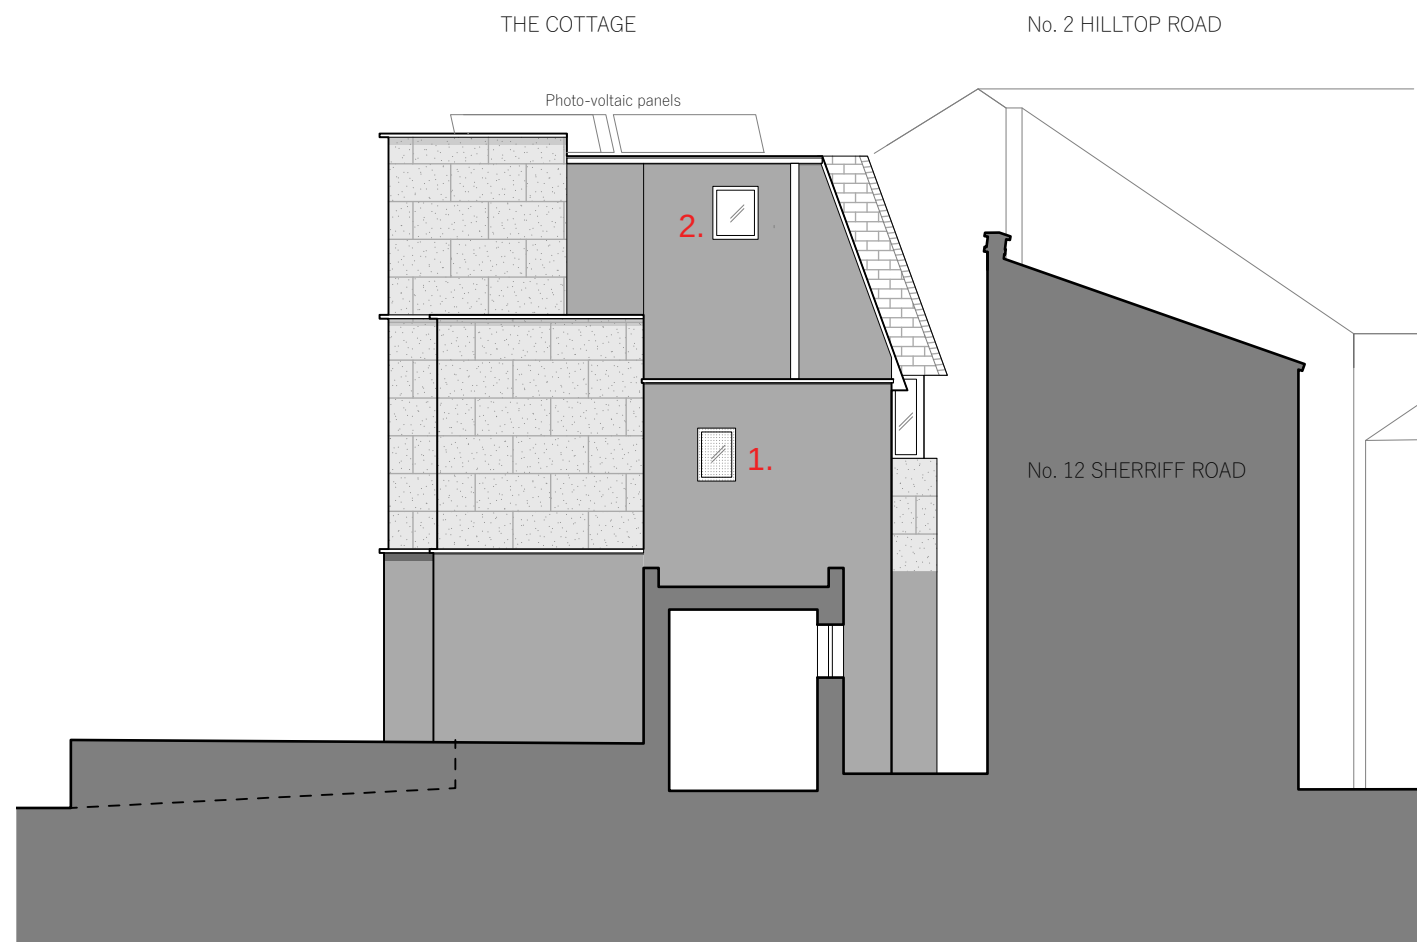 THE COTTAGE
No. 2 HILLTOP ROAD
Photo-voltaic panels
2.
1.
No. 12 SHERRIFF ROAD